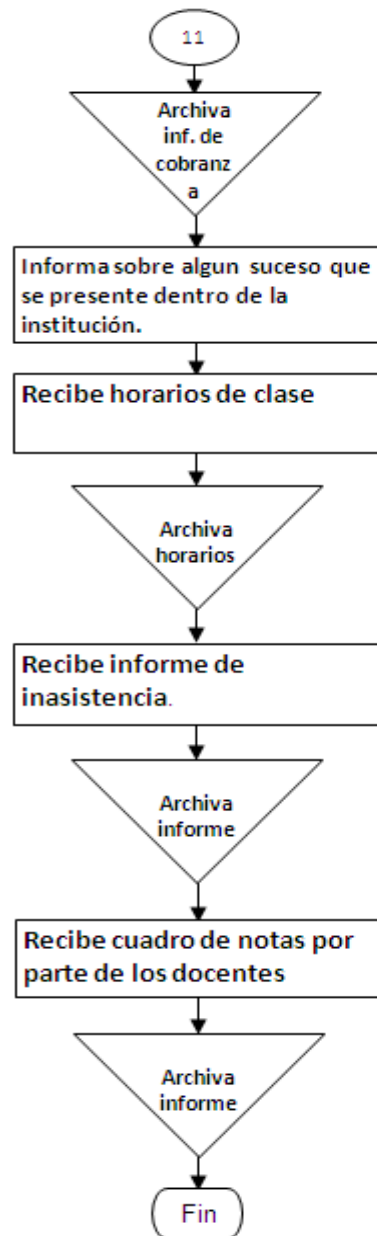 11
Archiva
inf. de
cobranz
a
Informa sobre algun suceso que
se presente dentro de la
institución.
Recibe horarios de clase
Archiva
horarios
Recibe informe de
inasistencia.
Archiva
informe
Recibe cuadro de notas por
parte de los docentes
Archiva
informe
Fin